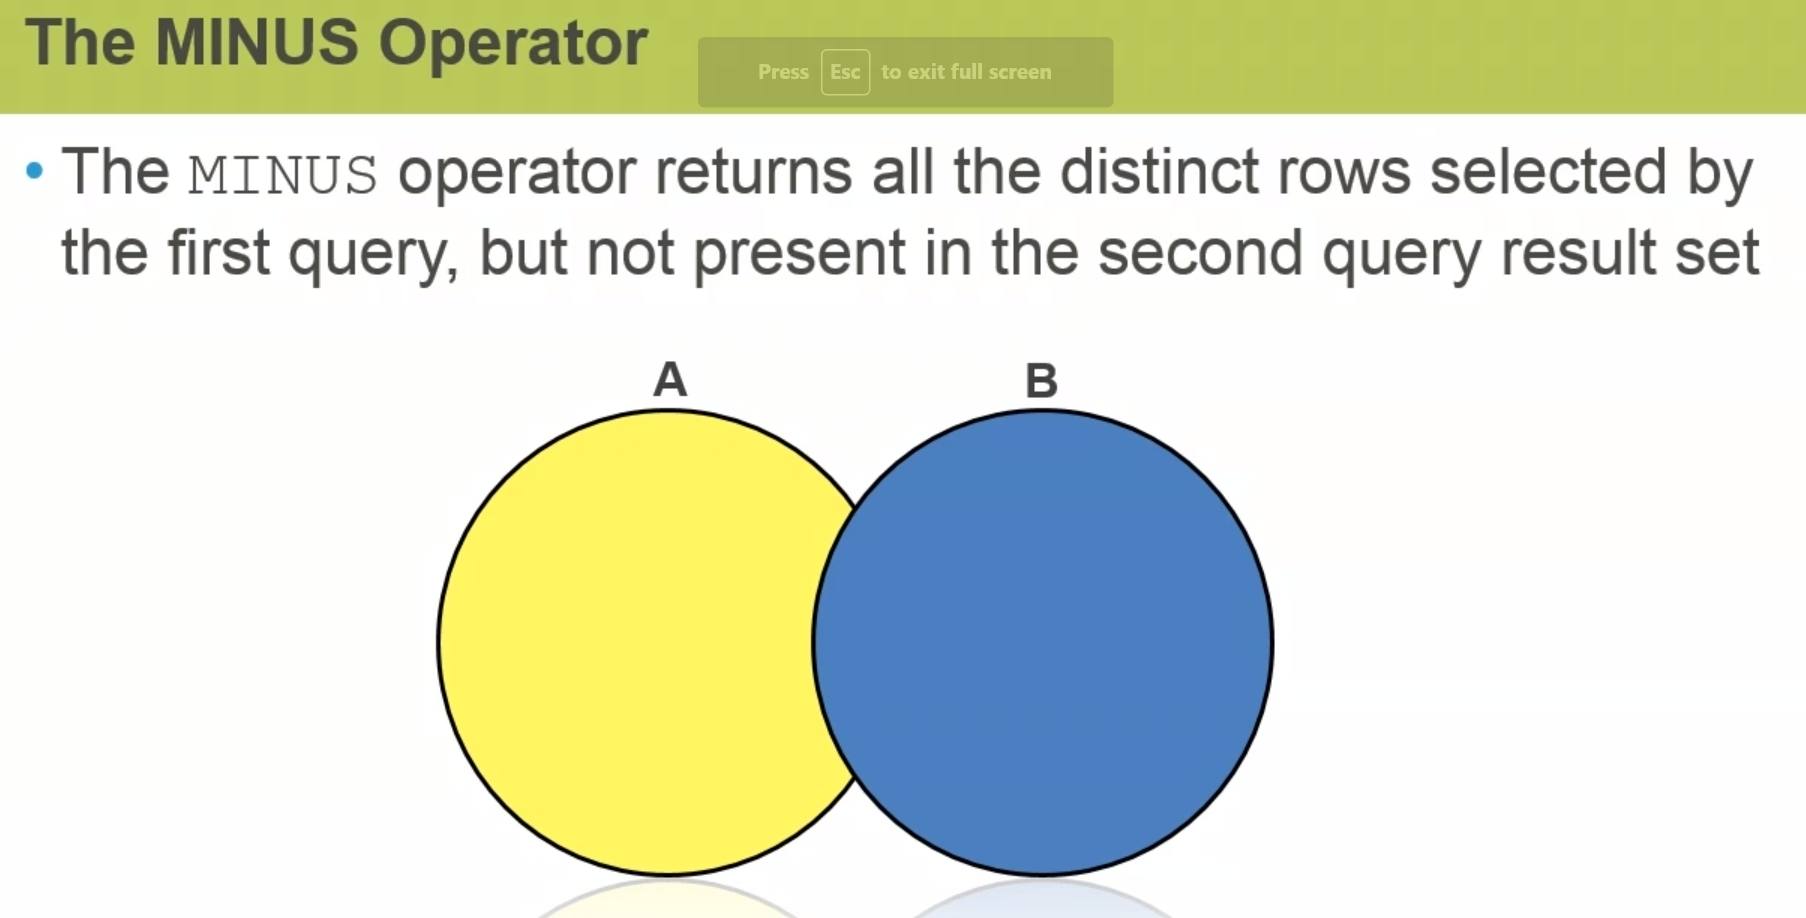 The MINUS Operator
Press Esc to exit full screen
• The MINUS operator returns all the distinct rows selected by
the first query, but not present in the second query result set
A B